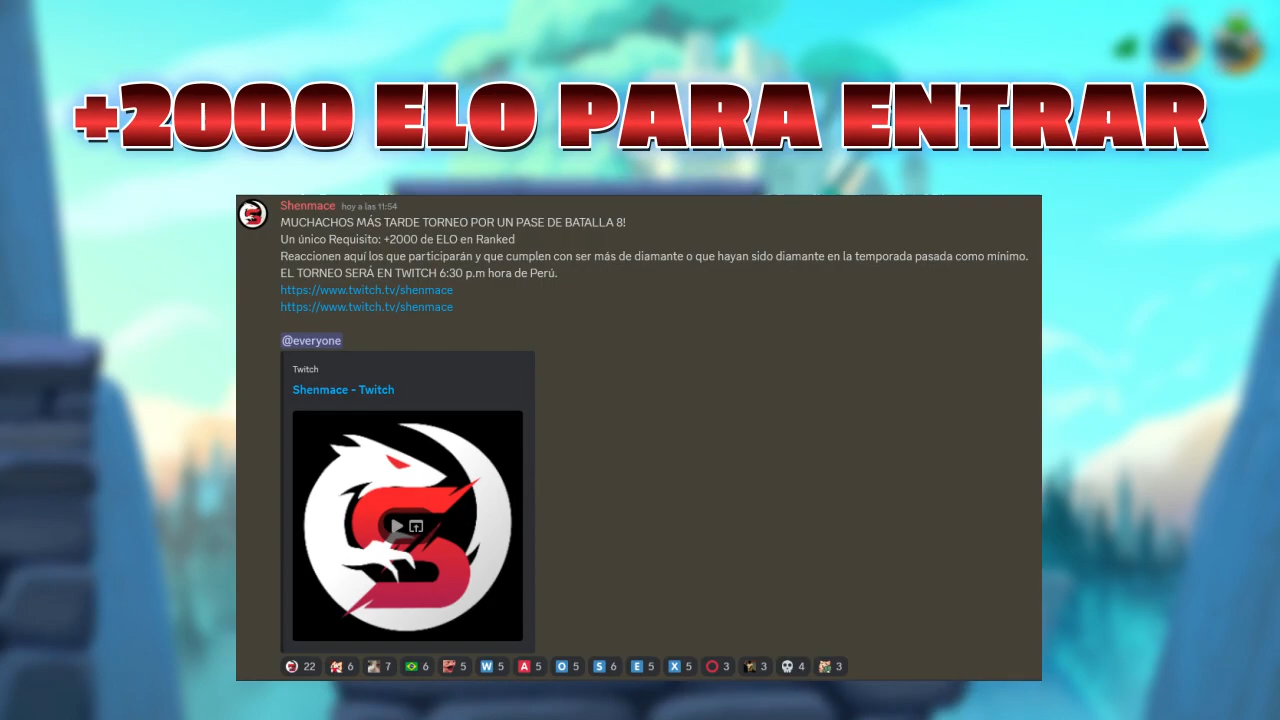 +2000 ELO PARA ENTRAR
Shenmace hoy a las 11:54
MUCHACHOS MÁS TARDE TORNEO POR UN PASE DE BATALLA 8!
Un único Requisito: +2000 de ELO en Ranked
Reaccionen aquí los que participarán y que cumplen con ser más de diamante o que hayan sido diamante en la temporada pasada como mínimo.
EL TORNEO SERÁ EN TWITCH 6:30 p.m hora de Perú.
https://www.twitch.tv/shenmace
https://www.twitch.tv/shenmace
@everyone
Twitch
Shenmace - Twitch
S
22 6 7 6 5 W 5 A 5 O 5 S 6 E 5 X 5 3 3 4 3